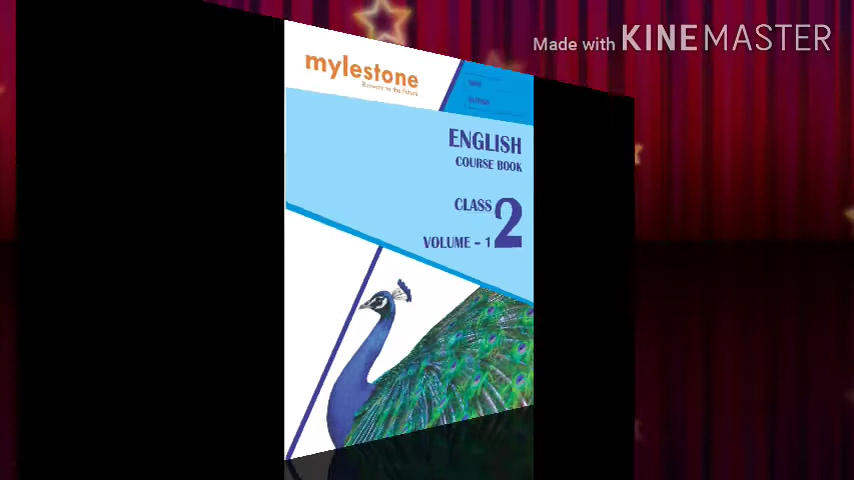 Made with KINEMASTER
mylestone
ENGLISH
COURSE BOOK
CLASS 2
VOLUME - 1